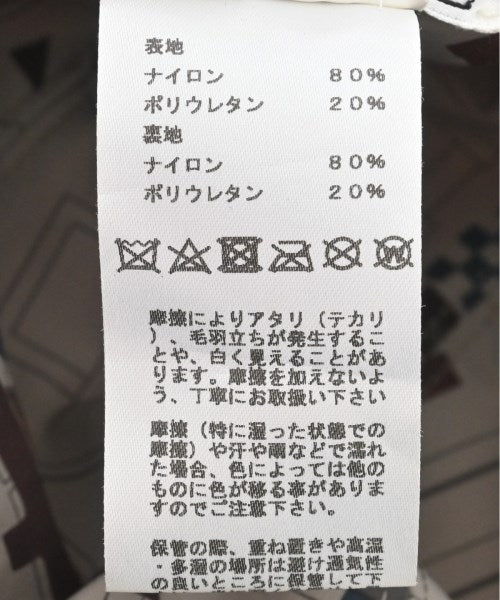 表地
ナイロン ８０％
ポリウレタン ２０％
裏地
ナイロン ８０％
ポリウレタン ２０％
W
摩擦によりアタリ（テカリ
）、毛羽立ちが発生するこ
とや、白く見えることがあ
ります。摩擦を加えないよ
う、丁寧にお取扱い下さい
摩擦（特に湿った状態での
摩擦）や汗や雨などで濡れ
た場合、色によっては他の
ものに色が移る事がありま
すのでご注意下さい。
保管の際、重ね置きや高温
・多湿の場所は避け通気性
の良いところに保管して下